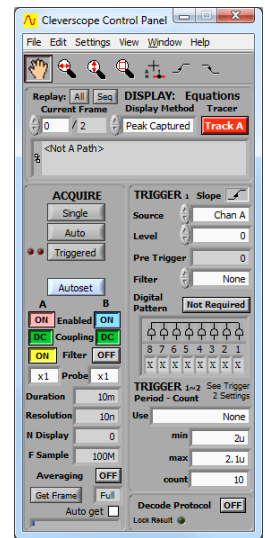 Cleverscope Control Panel
File Edit Settings View Window Help
Replay: All Seq DISPLAY: Equations
Current Frame Display Method Tracer
0 / 2 Peak Captured Track A
<Not A Path>
ACQUIRE
Single
Auto
Triggered
Autoset
A B
ON Enabled ON
DC Coupling DC
ON Filter OFF
x1 Probe x1
Duration 10m
Resolution 10n
N Display 0
F Sample 100M
Averaging OFF
Get Frame Full
Auto get
TRIGGER 1 Slope
Source Chan A
Level 0
Pre Trigger 0
Filter None
Digital
Pattern Not Required
8 7 6 5 4 3 2 1
X X X X X X X X
TRIGGER 1~2 See Trigger
Period - Count 2 Settings
Use None
min 2u
max 2.1u
count 10
Decode Protocol OFF
Lock Result